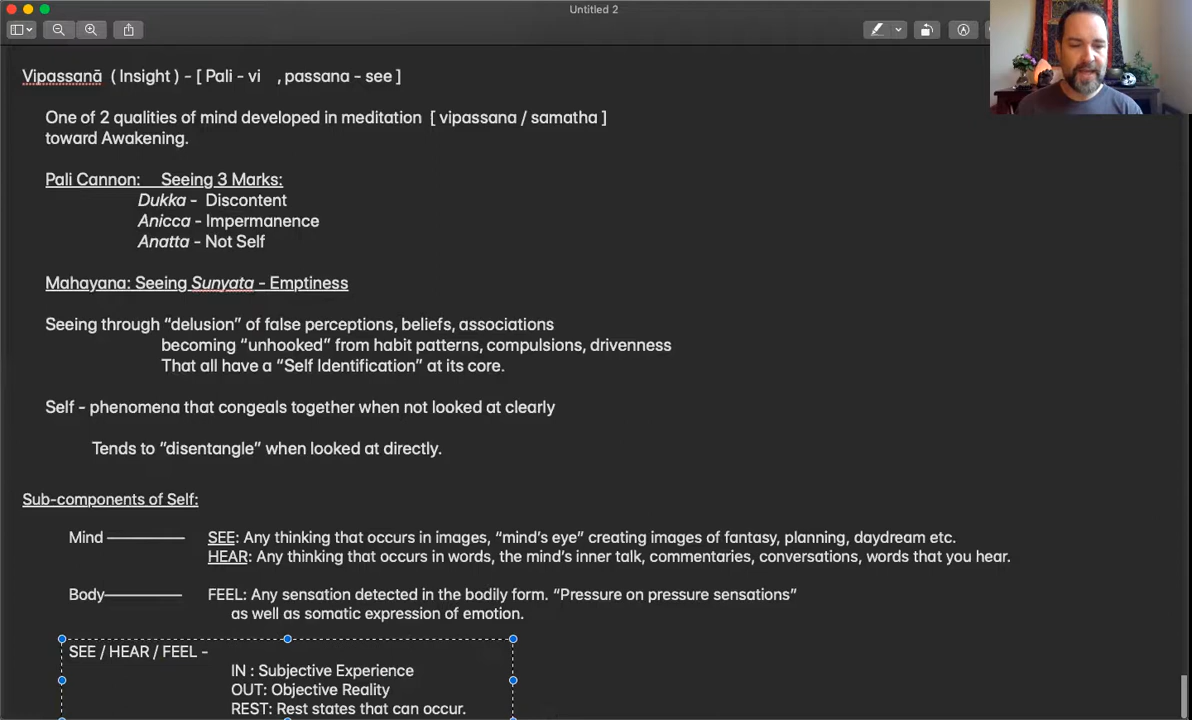 Untitled 2
Vipassanā ( Insight ) - [ Pali - vi , passana - see ]
One of 2 qualities of mind developed in meditation [ vipassana / samatha ]
toward Awakening.
Pali Cannon: Seeing 3 Marks:
Dukka - Discontent
Anicca - Impermanence
Anatta - Not Self
Mahayana: Seeing Sunyata - Emptiness
Seeing through “delusion” of false perceptions, beliefs, associations
becoming “unhooked” from habit patterns, compulsions, drivenness
That all have a “Self Identification” at its core.
Self - phenomena that congeals together when not looked at clearly
Tends to “disentangle” when looked at directly.
Sub-components of Self:
Mind SEE: Any thinking that occurs in images, “mind’s eye” creating images of fantasy, planning, daydream etc.
HEAR: Any thinking that occurs in words, the mind’s inner talk, commentaries, conversations, words that you hear.
Body FEEL: Any sensation detected in the bodily form. “Pressure on pressure sensations”
as well as somatic expression of emotion.
SEE / HEAR / FEEL -
IN : Subjective Experience
OUT: Objective Reality
REST: Rest states that can occur.